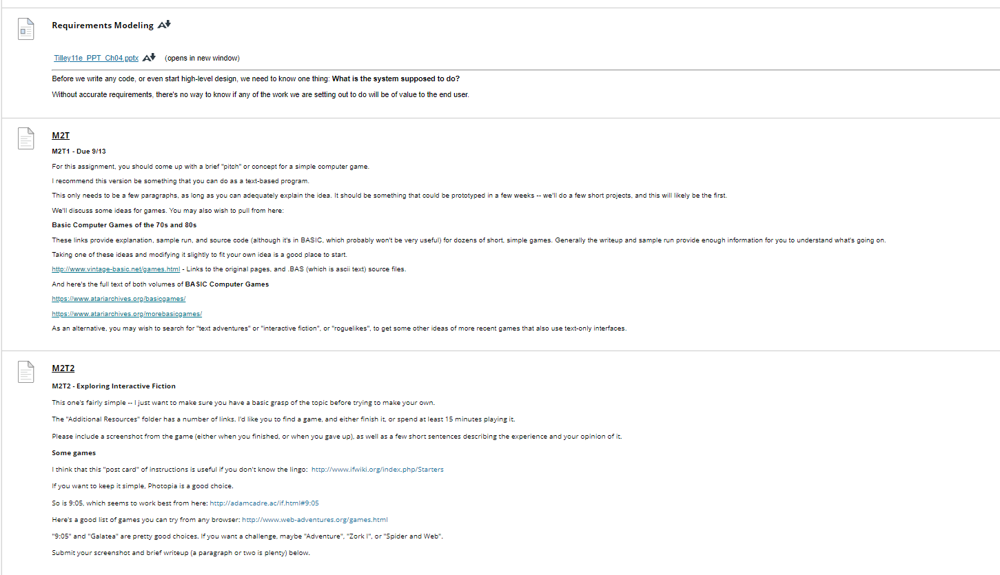 Requirements Modeling
Tilley11e_PPT_Ch04.pptx (opens in new window)
Before we write any code, or even start high-level design, we need to know one thing: What is the system supposed to do?
Without accurate requirements, there's no way to know if any of the work we are setting out to do will be of value to the end user.
M2T
M2T1 - Due 9/13
For this assignment, you should come up with a brief "pitch" or concept for a simple computer game.
I recommend this version be something that you can do as a text-based program.
This only needs to be a few paragraphs, as long as you can adequately explain the idea. It should be something that could be prototyped in a few weeks -- we'll do a few short projects, and this will likely be the first.
We'll discuss some ideas for games. You may also wish to pull from here:
Basic Computer Games of the 70s and 80s
These links provide explanation, sample run, and source code (although it's in BASIC, which probably won't be very useful) for dozens of short, simple games. Generally the writeup and sample run provide enough information for you to understand what's going on.
Taking one of these ideas and modifying it slightly to fit your own idea is a good place to start.
http://www.vintage-basic.net/games.html - Links to the original pages, and .BAS (which is ascii text) source files.
And here's the full text of both volumes of BASIC Computer Games
https://www.atariarchives.org/basicgames/
https://www.atariarchives.org/morebasicgames/
As an alternative, you may wish to search for "text adventures" or "interactive fiction", or "roguelikes", to get some other ideas of more recent games that also use text-only interfaces.
M2T2
M2T2 - Exploring Interactive Fiction
This one's fairly simple -- I just want to make sure you have a basic grasp of the topic before trying to make your own.
The "Additional Resources" folder has a number of links. I'd like you to find a game, and either finish it, or spend at least 15 minutes playing it.
Please include a screenshot from the game (either when you finished, or when you gave up), as well as a few short sentences describing the experience and your opinion of it.
Some games
I think that this "post card" of instructions is useful if you don't know the lingo: http://www.ifwiki.org/index.php/Starters
If you want to keep it simple, Photopia is a good choice.
So is 9:05, which seems to work best from here: http://adamcadre.ac/if.html#9:05
Here's a good list of games you can try from any browser: http://www.web-adventures.org/games.html
"9:05" and "Galatea" are pretty good choices. If you want a challenge, maybe "Adventure", "Zork I", or "Spider and Web".
Submit your screenshot and brief writeup (a paragraph or two is plenty) below.